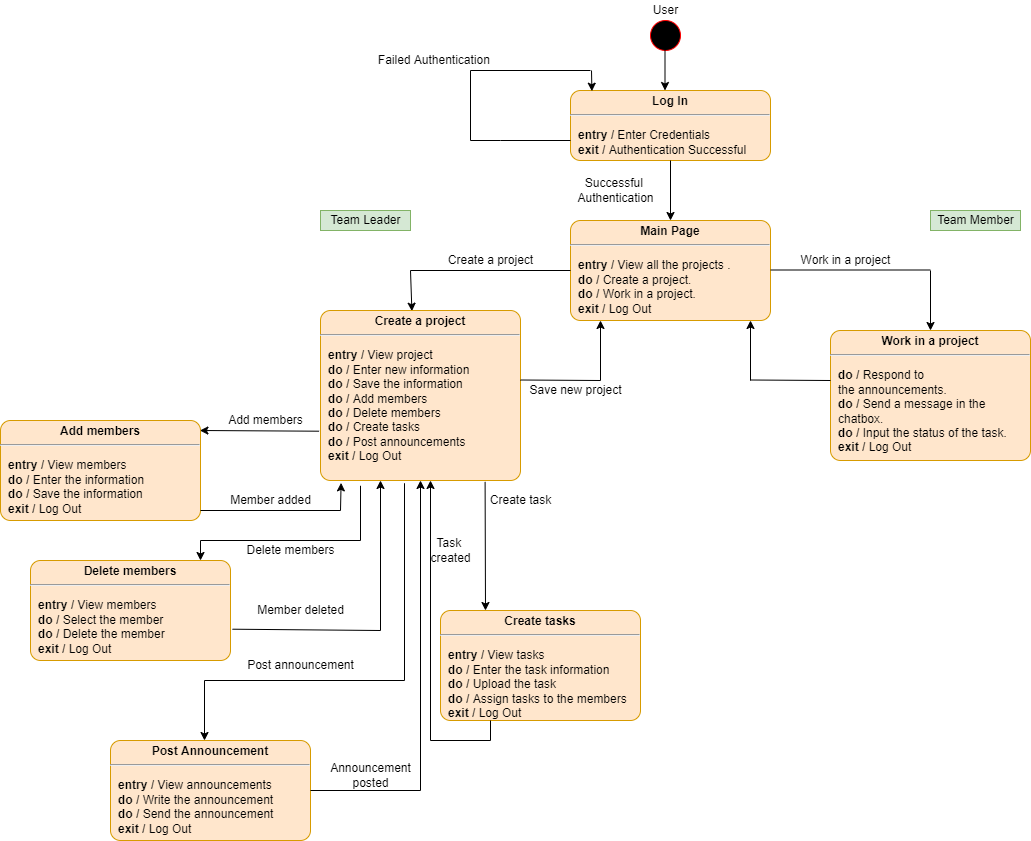 User
Failed Authentication
Log In
entry / Enter Credentials
exit / Authentication Successful
Successful
Authentication
Team Leader
Team Member
Main Page
entry / View all the projects .
do / Create a project.
do / Work in a project.
exit / Log Out
Create a project
Work in a project
Create a project
entry / View project
do / Enter new information
do / Save the information
do / Add members
do / Delete members
do / Create tasks
do / Post announcements
exit / Log Out
Save new project
Work in a project
do / Respond to
the announcements.
do / Send a message in the
chatbox.
do / Input the status of the task.
exit / Log Out
Add members
Add members
entry / View members
do / Enter the information
do / Save the information
exit / Log Out
Member added
Create task
Delete members
Task
created
Delete members
entry / View members
do / Select the member
do / Delete the member
exit / Log Out
Member deleted
Create tasks
entry / View tasks
do / Enter the task information
do / Upload the task
do / Assign tasks to the members
exit / Log Out
Post announcement
Post Announcement
entry / View announcements
do / Write the announcement
do / Send the announcement
exit / Log Out
Announcement
posted